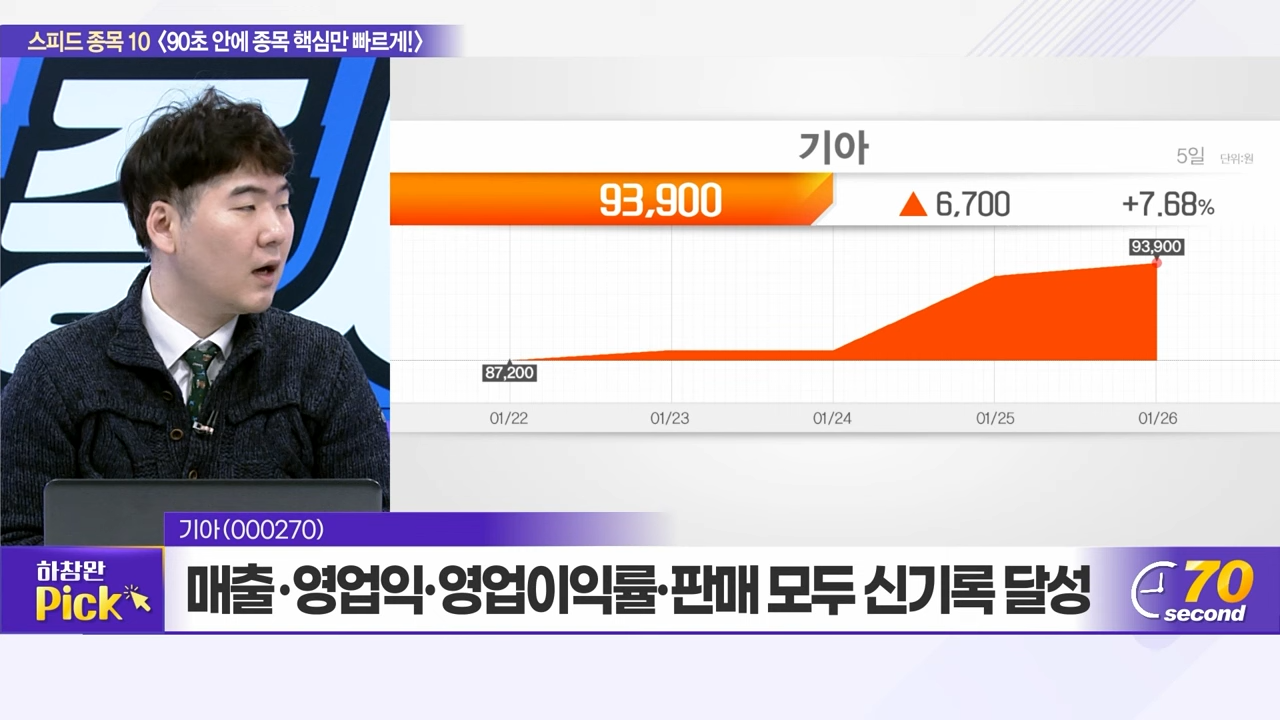 스피드 종목 10 〈90초 안에 종목 핵심만 빠르게!〉
기아
5일 단위:원
93,900 ▲ 6,700 +7.68%
93,900
87,200
01/22 01/23 01/24 01/25 01/26
기아(000270)
하창완
Pick
매출·영업익·영업이익률·판매 모두 신기록 달성
70
second